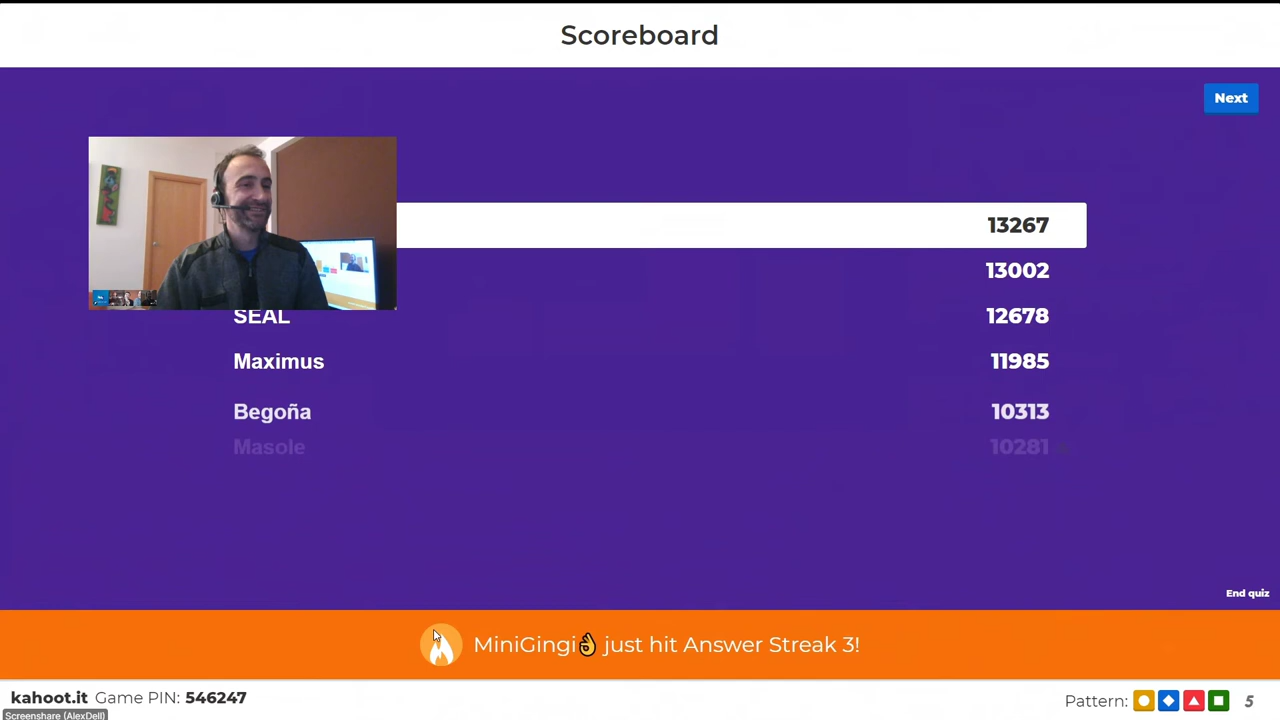 Scoreboard
Next
13267
13002
SEAL 12678
Maximus 11985
Begoña 10313
Masole 10281
End quiz
MiniGingi👌 just hit Answer Streak 3!
kahoot.it Game PIN: 546247
Pattern: 5
Screenshare (AlexDell)